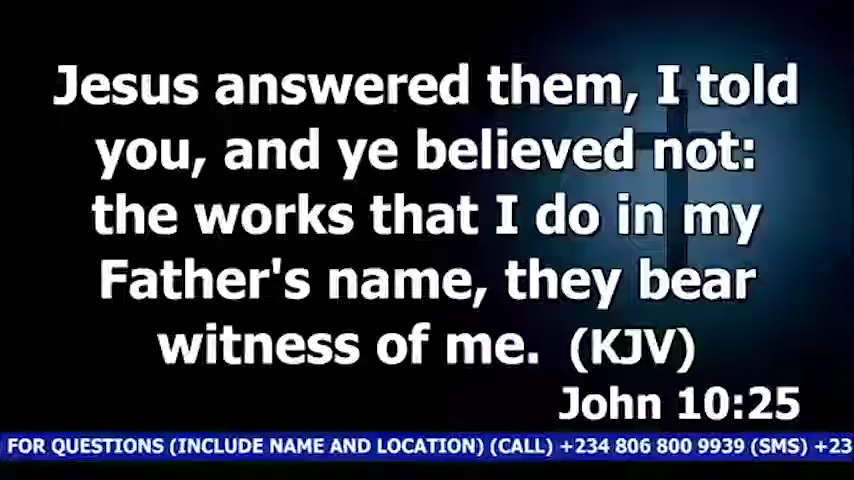 Jesus answered them, I told
you, and ye believed not:
the works that I do in my
Father's name, they bear
witness of me. (KJV)
John 10:25
FOR QUESTIONS (INCLUDE NAME AND LOCATION) (CALL) +234 806 800 9939 (SMS) +23